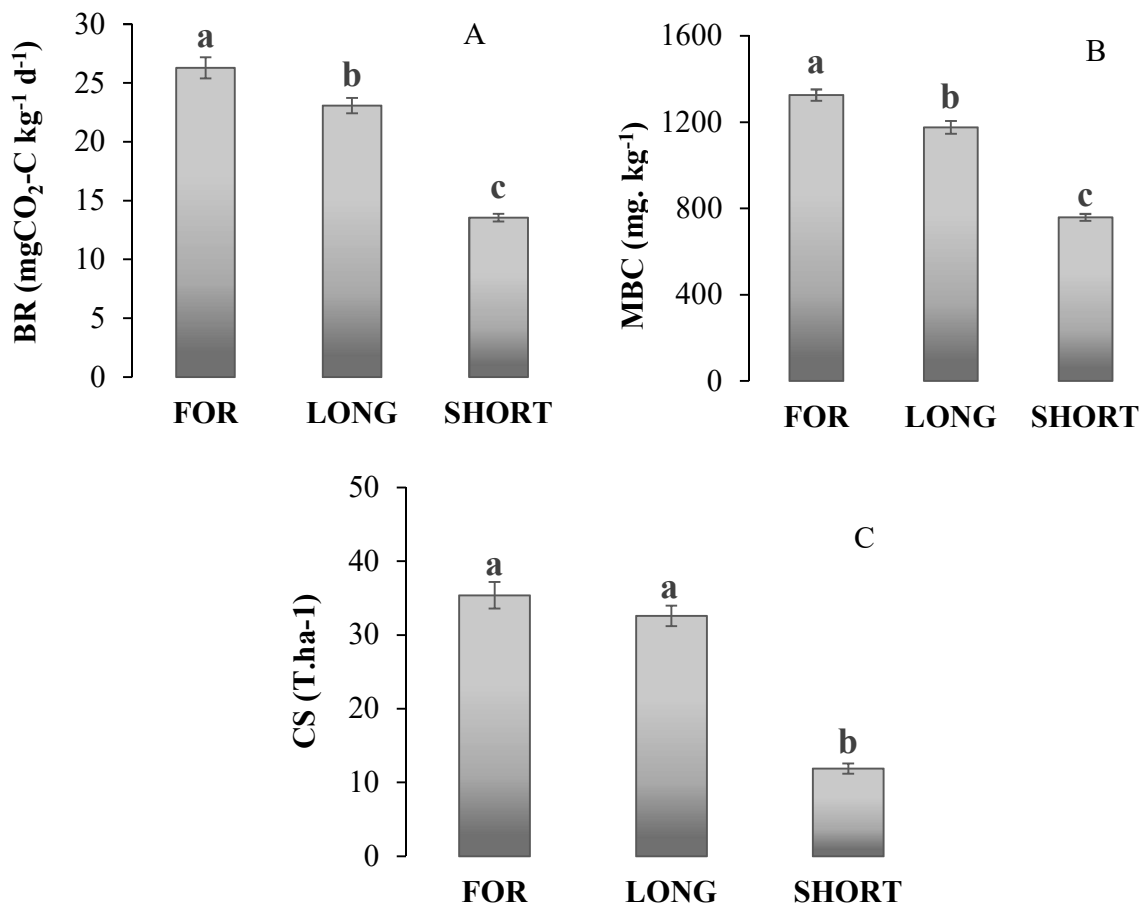 A
BR (mgCO₂-C kg⁻¹ d⁻¹)
30
25
20
15
10
5
0
a
b
c
FOR LONG SHORT
B
MBC (mg. kg⁻¹)
1600
1200
800
400
0
a
b
c
FOR LONG SHORT
C
CS (T.ha-1)
50
40
30
20
10
0
a
a
b
FOR LONG SHORT